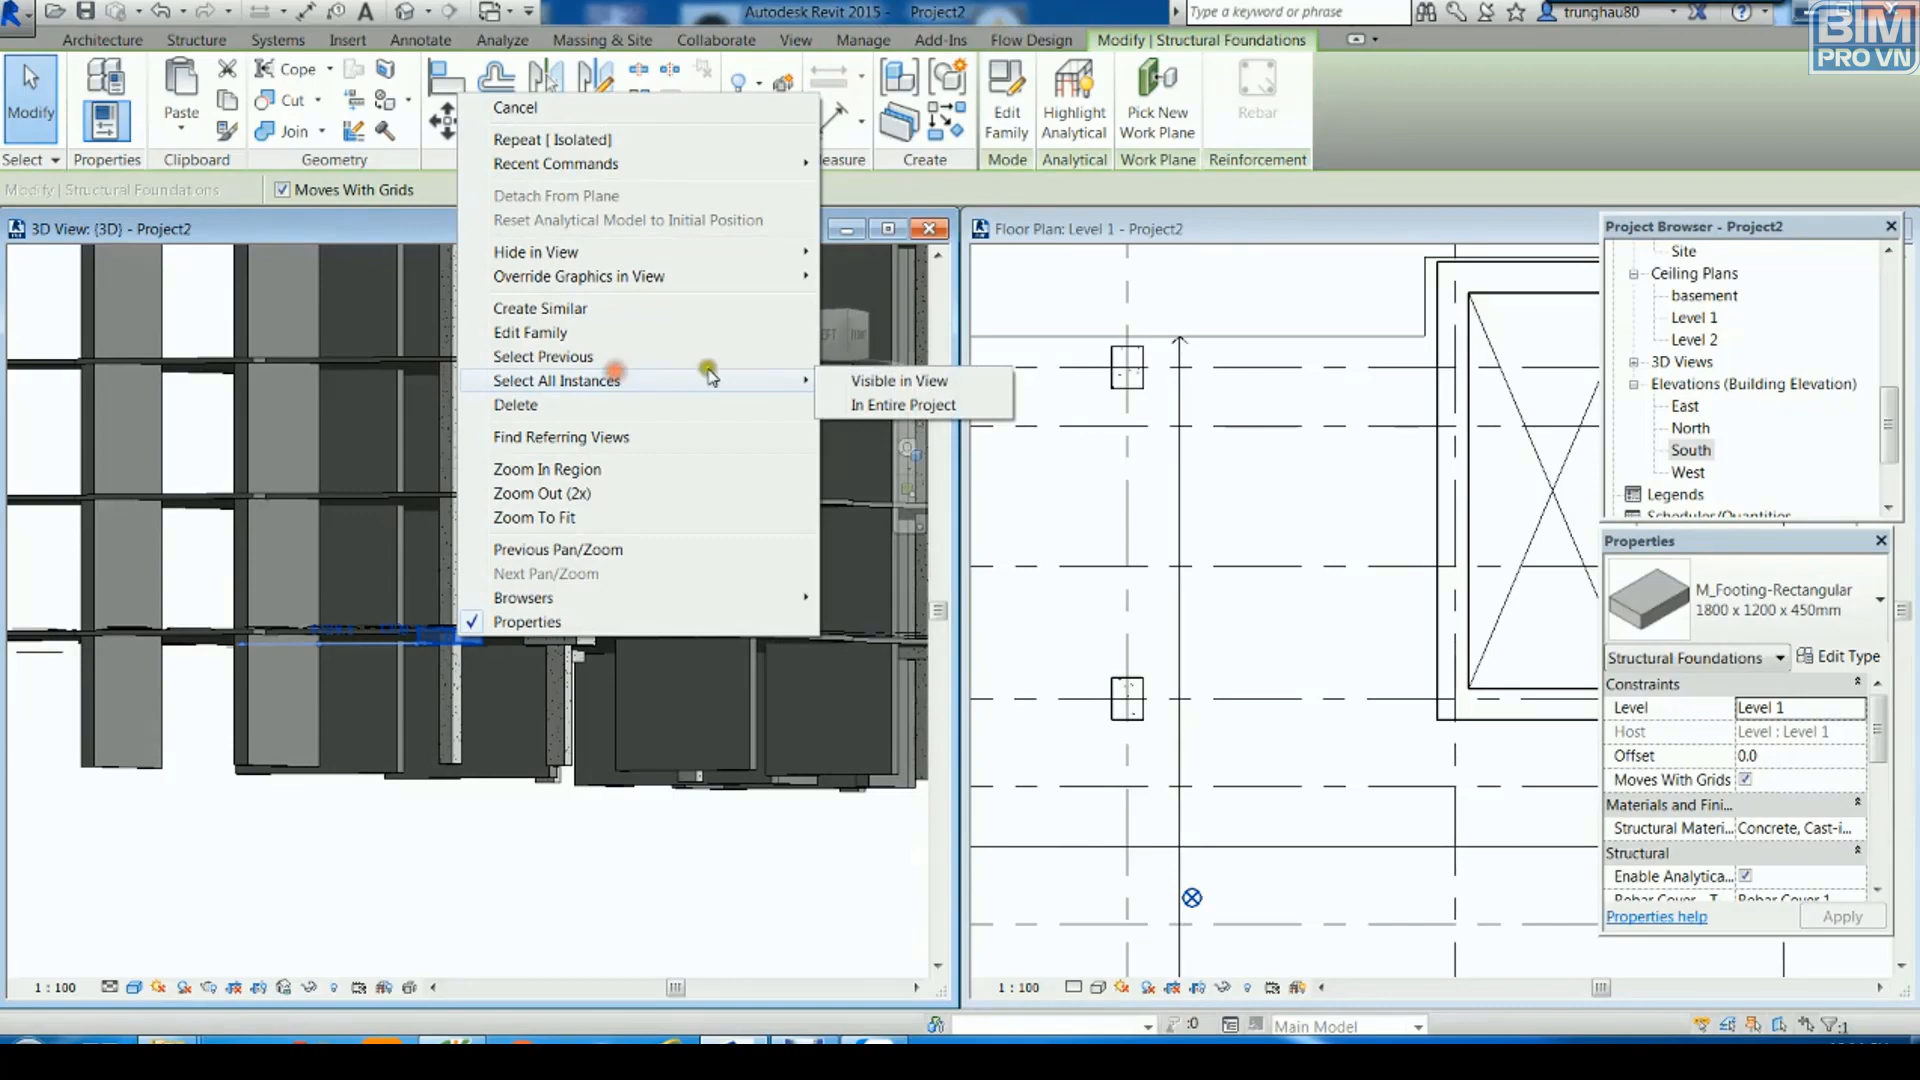 Autodesk Revit 2015 - Project2
Type a keyword or phrase
trunghau80
BIM
PRO VN
Architecture
Structure
Systems
Insert
Annotate
Analyze
Massing & Site
Collaborate
View
Manage
Add-Ins
Flow Design
Modify | Structural Foundations
Modify
Paste
Cope
Cut
Join
Edit
Family
Highlight
Analytical
Pick New
Work Plane
Rebar
Select
Properties
Clipboard
Geometry
easure
Create
Mode
Analytical
Work Plane
Reinforcement
Modify | Structural Foundations
Moves With Grids
3D View: {3D} - Project2
Cancel
Repeat [ Isolated]
Recent Commands
Detach From Plane
Reset Analytical Model to Initial Position
Hide in View
Override Graphics in View
Create Similar
Edit Family
Select Previous
Select All Instances
Delete
Find Referring Views
Zoom In Region
Zoom Out (2x)
Zoom To Fit
Previous Pan/Zoom
Next Pan/Zoom
Browsers
Properties
Visible in View
In Entire Project
Floor Plan: Level 1 - Project2
Project Browser - Project2
Site
Ceiling Plans
basement
Level 1
Level 2
3D Views
Elevations (Building Elevation)
East
North
South
West
Legends
Schedules/Quantities
Properties
M_Footing-Rectangular
1800 x 1200 x 450mm
Structural Foundations
Edit Type
Constraints
Level
Level 1
Host
Level : Level 1
Offset
0.0
Moves With Grids
Materials and Fini...
Structural Materi...
Concrete, Cast-i...
Structural
Enable Analytica...
Rebar Cover - T...
Rebar Cover 1
Properties help
Apply
1 : 100
1 : 100
:0
Main Model
:1